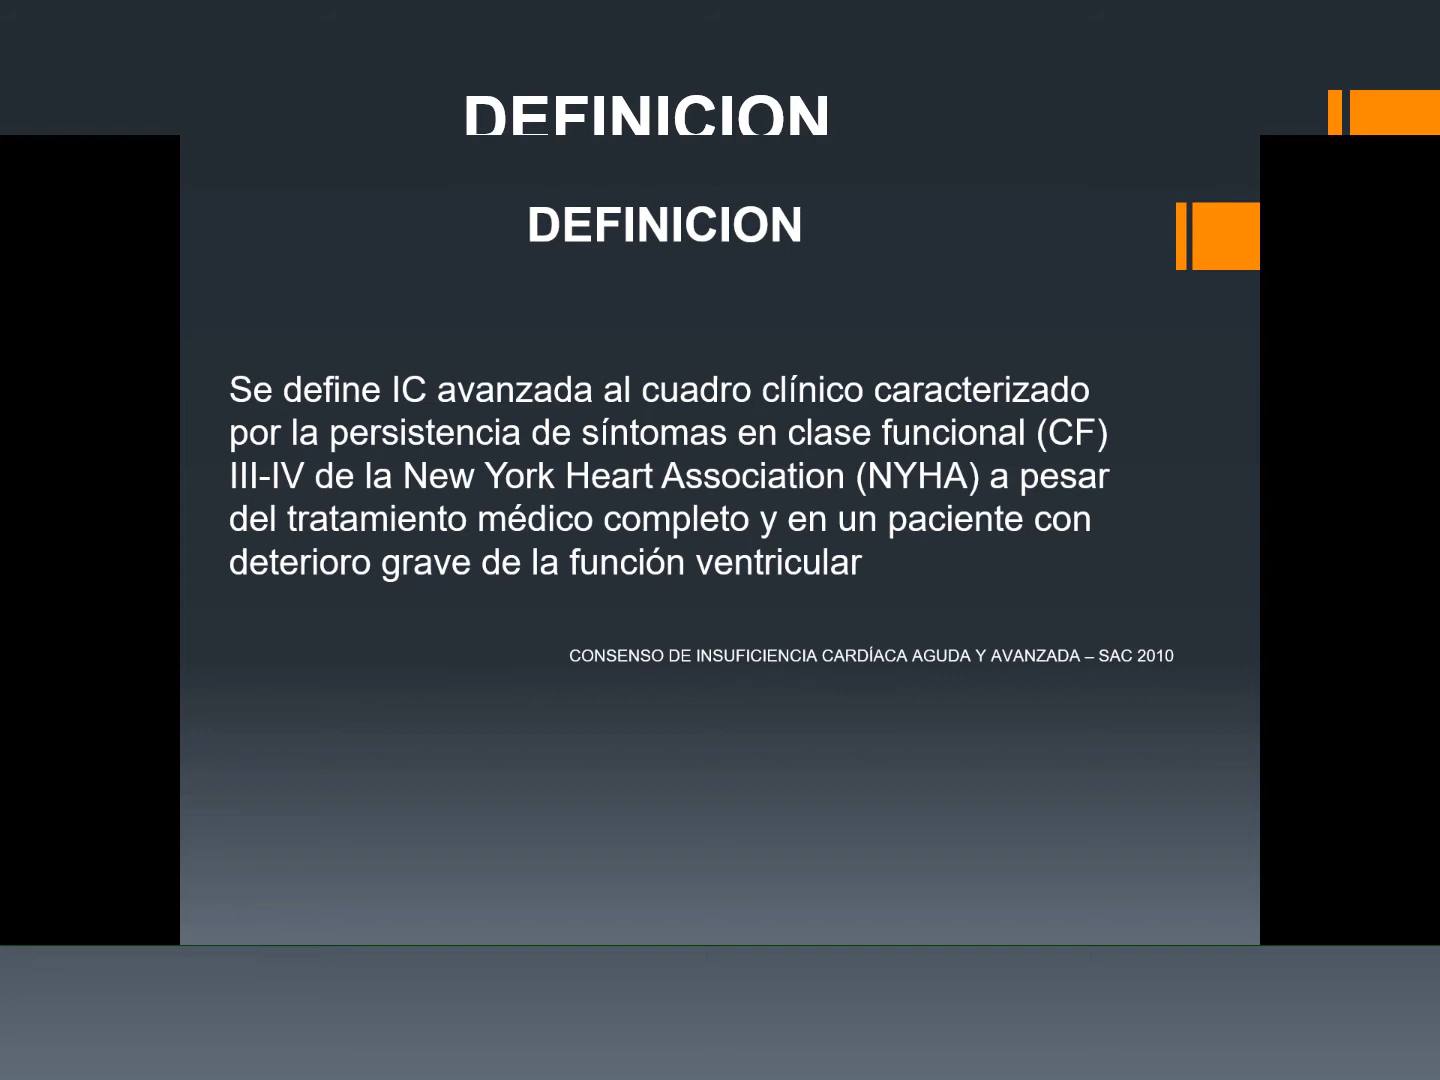 DEFINICION
DEFINICION
Se define IC avanzada al cuadro clínico caracterizado
por la persistencia de síntomas en clase funcional (CF)
III-IV de la New York Heart Association (NYHA) a pesar
del tratamiento médico completo y en un paciente con
deterioro grave de la función ventricular
CONSENSO DE INSUFICIENCIA CARDÍACA AGUDA Y AVANZADA – SAC 2010